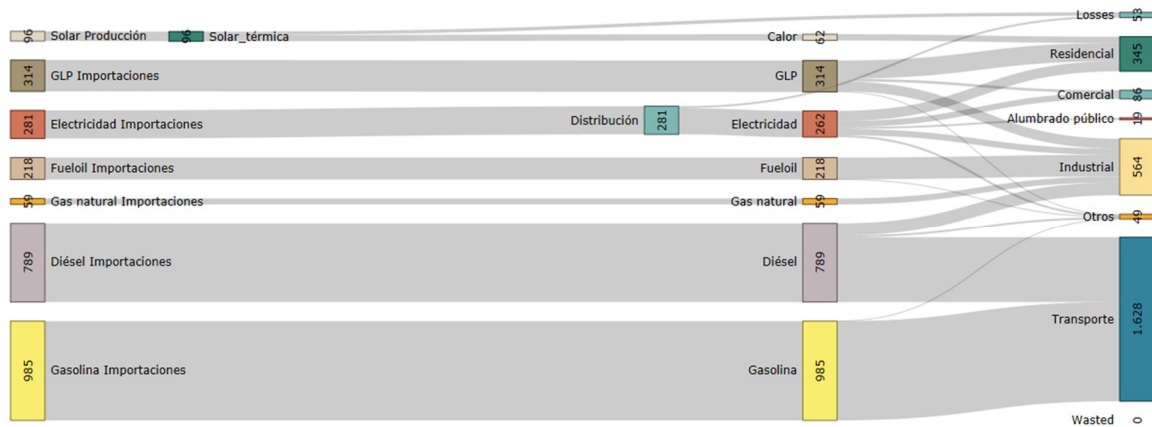 Losses 53
96 Solar Producción 96 Solar_térmica Calor 62
Residencial 345
314 GLP Importaciones GLP 314
Comercial 86
281 Electricidad Importaciones Distribución 281 Electricidad 262
Alumbrado público 19
218 Fueloil Importaciones Fueloil 218
Industrial 564
59 Gas natural Importaciones Gas natural 59
Otros 49
789 Diésel Importaciones Diésel 789
Transporte 1.628
985 Gasolina Importaciones Gasolina 985
Wasted 0